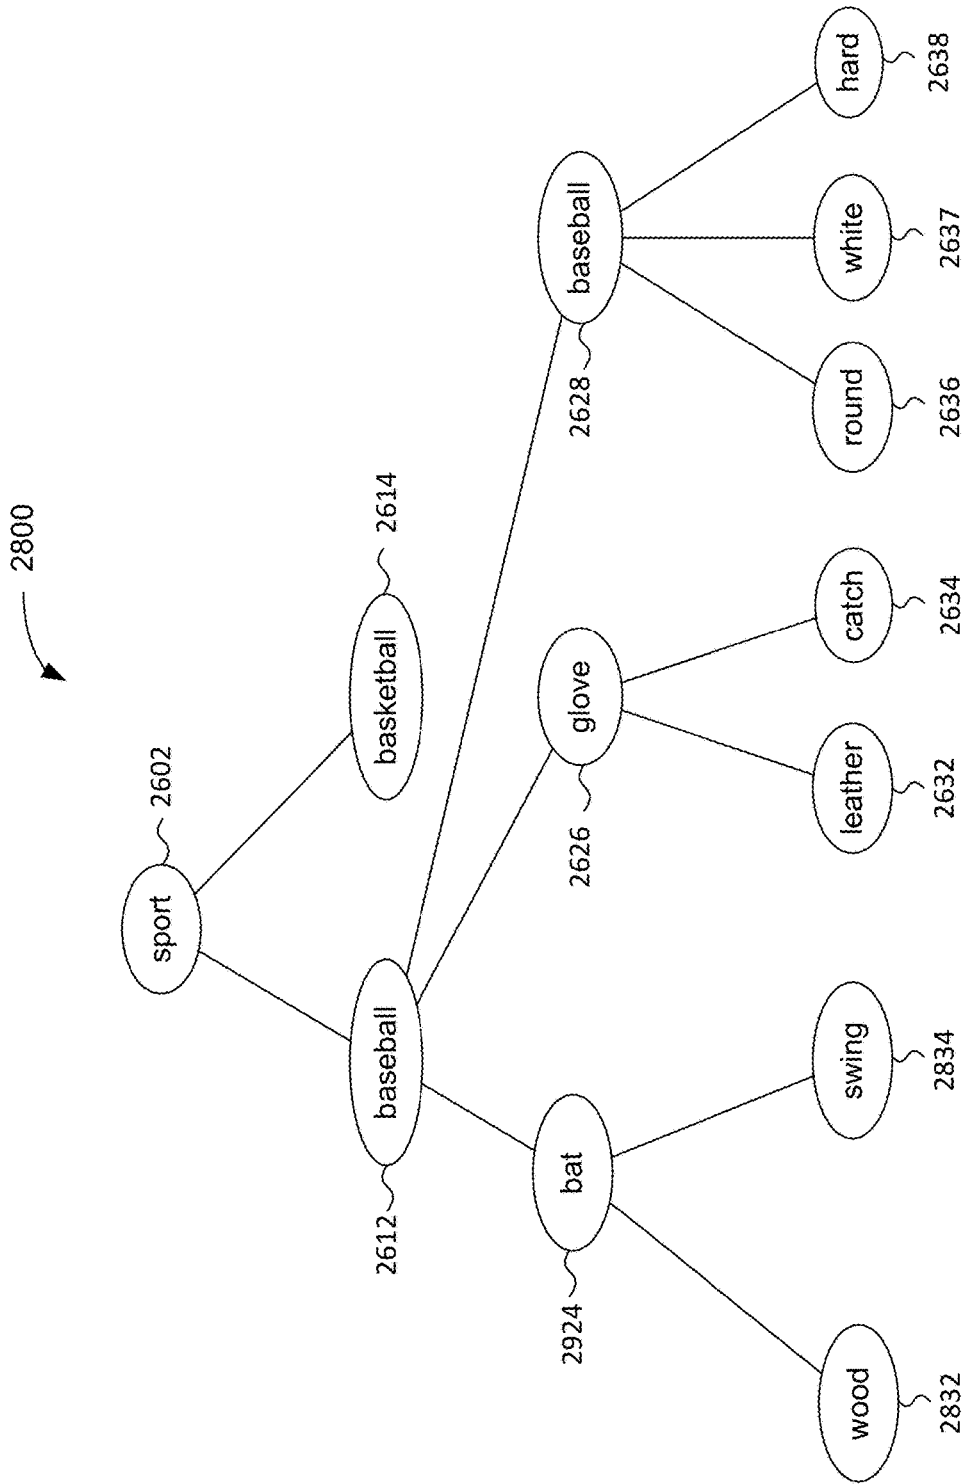 2800
sport
2602
baseball
2612
basketball
2614
bat
2924
glove
2626
baseball
2628
wood
2832
swing
2834
leather
2632
catch
2634
round
2636
white
2637
hard
2638